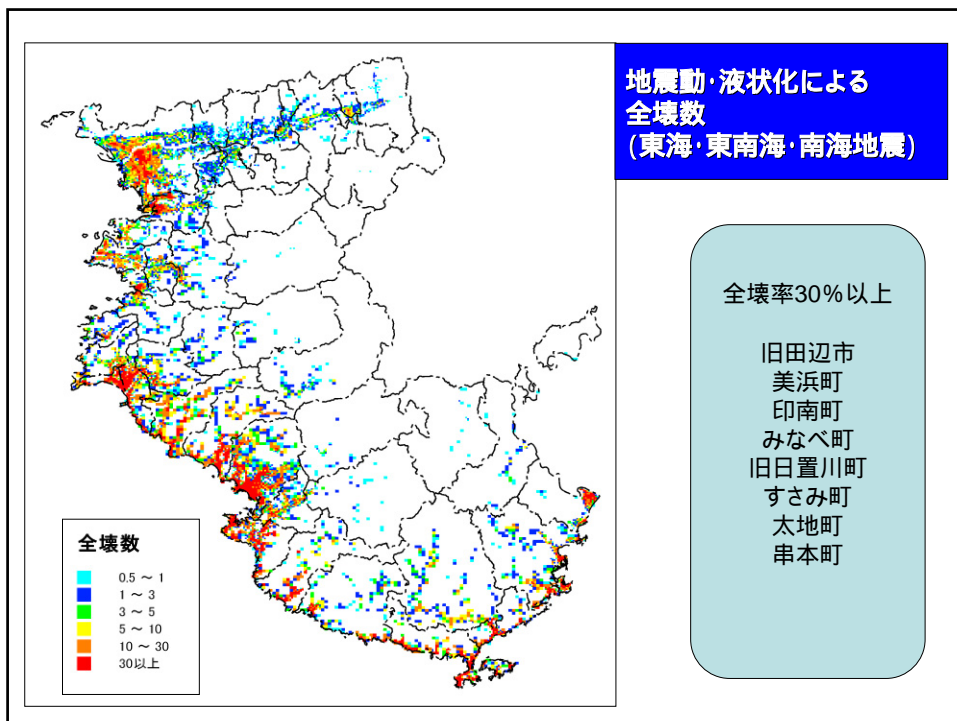 地震動･液状化による
全壊数
(東海･東南海･南海地震)
全壊率30%以上
旧田辺市
美浜町
印南町
みなべ町
旧日置川町
すさみ町
太地町
串本町
全壊数
0.5 ～ 1
1 ～ 3
3 ～ 5
5 ～ 10
10 ～ 30
30以上